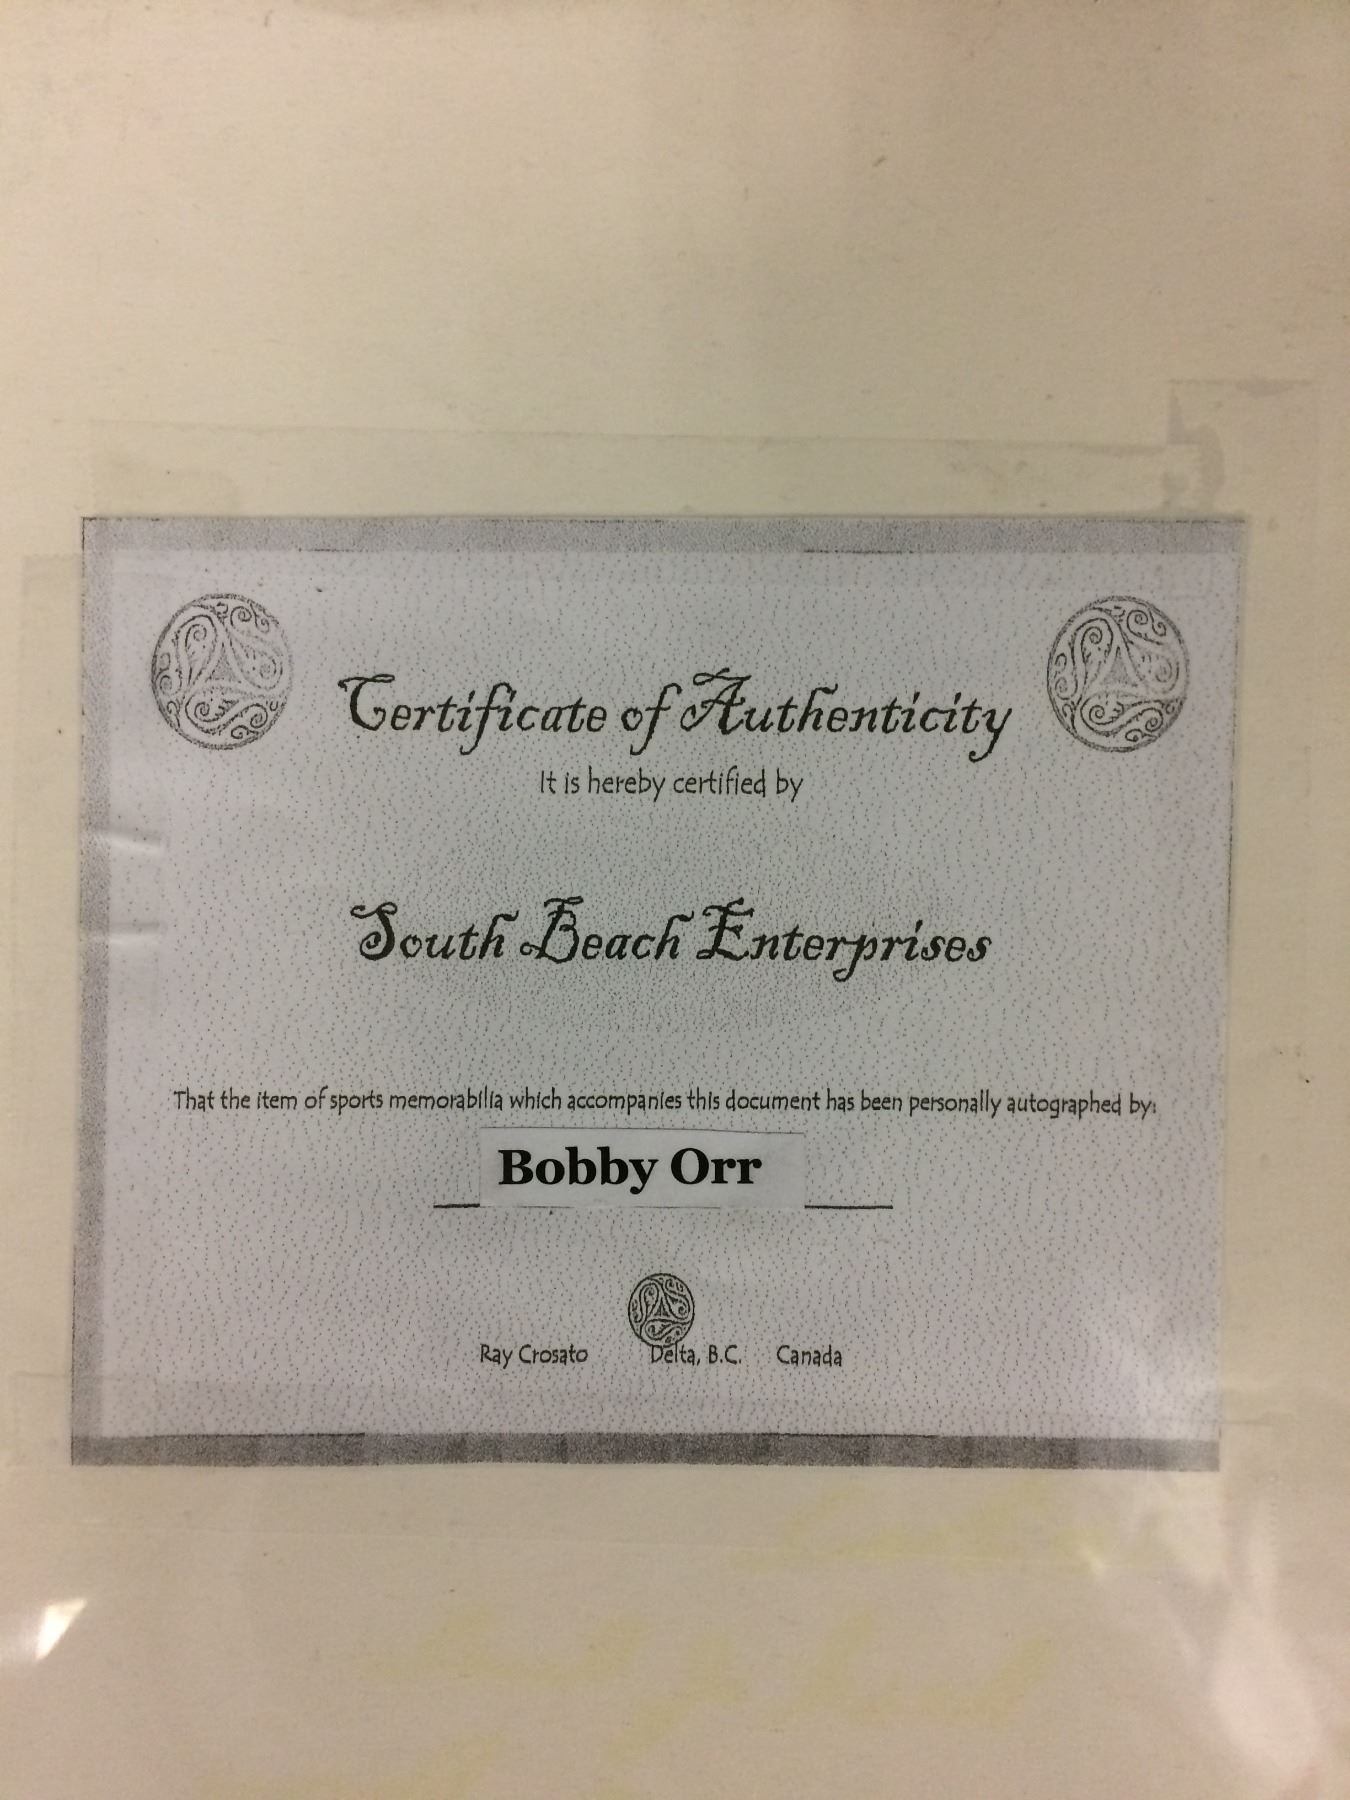 Certificate of Authenticity
It is hereby certified by
South Beach Enterprises
That the item of sports memorabilia which accompanies this document has been personally autographed by:
Bobby Orr
Ray Crosato Delta, B.C. Canada